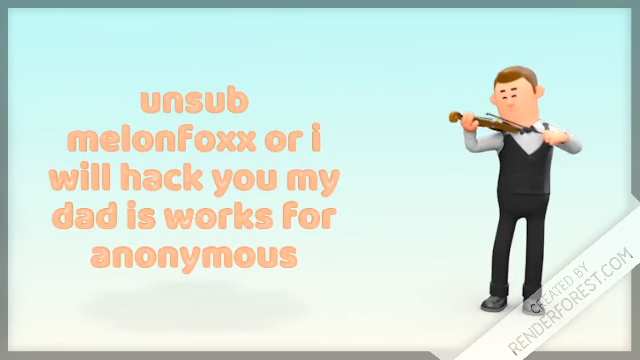 unsub
melonfoxx or i
will hack you my
dad is works for
anonymous
CREATED BY
RENDERFOREST.COM